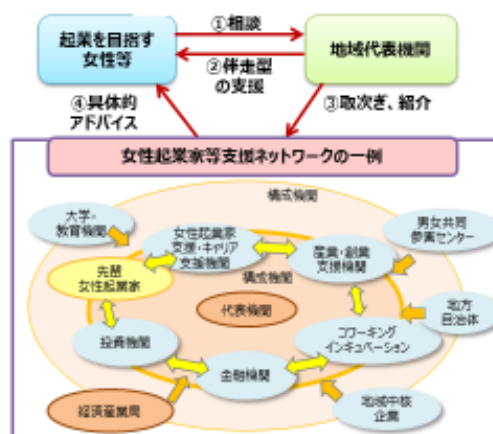 起業を目指す
女性等
①相談
②伴走型
の支援
地域代表機関
④具体的
アドバイス
③取次ぎ、紹介
女性起業家等支援ネットワークの一例
構成機関
大学・
教育機関
女性起業家
支援・キャリア
支援機関
産業・創業
支援機関
男女共同
参画センター
先輩
女性起業家
構成機関
代表機関
地方
自治体
投資機関
コワーキング
インキュベーション
金融機関
経済産業局
地域中核
企業